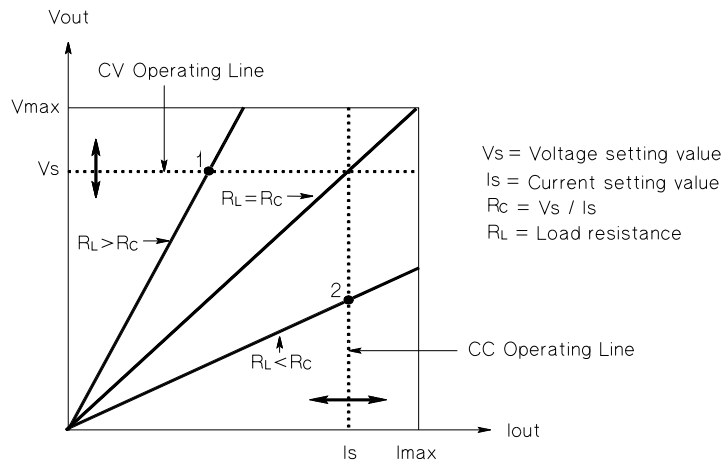 Vout
CV Operating Line
Vmax
Vs
1
RL=RC
RL>RC
2
RL<RC
CC Operating Line
Iout
Is
Imax
Vs = Voltage setting value
Is = Current setting value
RC = Vs / Is
RL = Load resistance